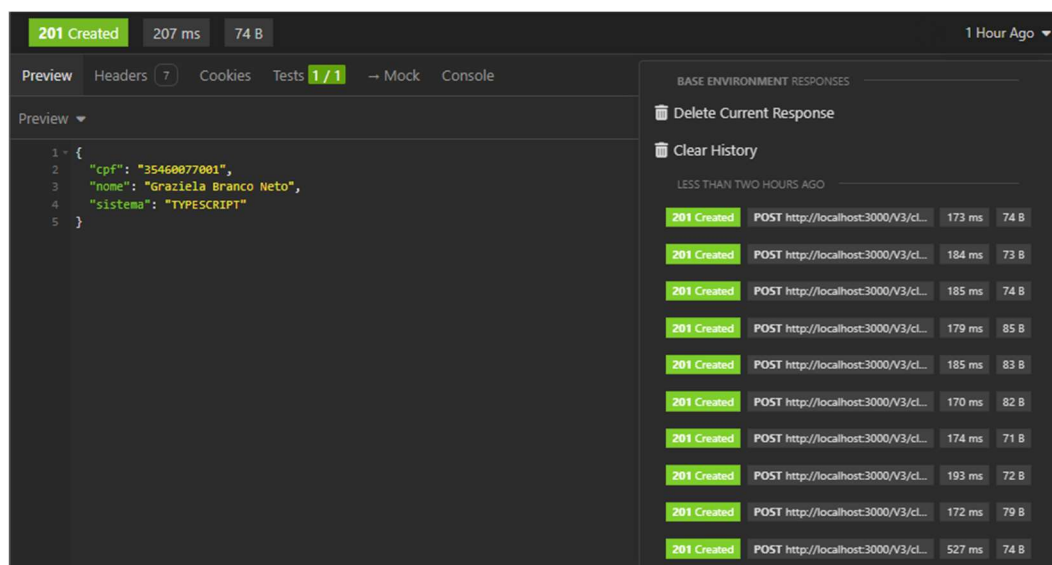 201 Created 207 ms 74 B 1 Hour Ago
Preview Headers 7 Cookies Tests 1 / 1 → Mock Console
Preview
1 {
2 "cpf": "35460077001",
3 "nome": "Graziela Branco Neto",
4 "sistema": "TYPESCRIPT"
5 }
BASE ENVIRONMENT RESPONSES
Delete Current Response
Clear History
LESS THAN TWO HOURS AGO
201 Created POST http://localhost:3000/V3/cl... 173 ms 74 B
201 Created POST http://localhost:3000/V3/cl... 184 ms 73 B
201 Created POST http://localhost:3000/V3/cl... 185 ms 74 B
201 Created POST http://localhost:3000/V3/cl... 179 ms 85 B
201 Created POST http://localhost:3000/V3/cl... 185 ms 83 B
201 Created POST http://localhost:3000/V3/cl... 170 ms 82 B
201 Created POST http://localhost:3000/V3/cl... 174 ms 71 B
201 Created POST http://localhost:3000/V3/cl... 193 ms 72 B
201 Created POST http://localhost:3000/V3/cl... 172 ms 79 B
201 Created POST http://localhost:3000/V3/cl... 527 ms 74 B